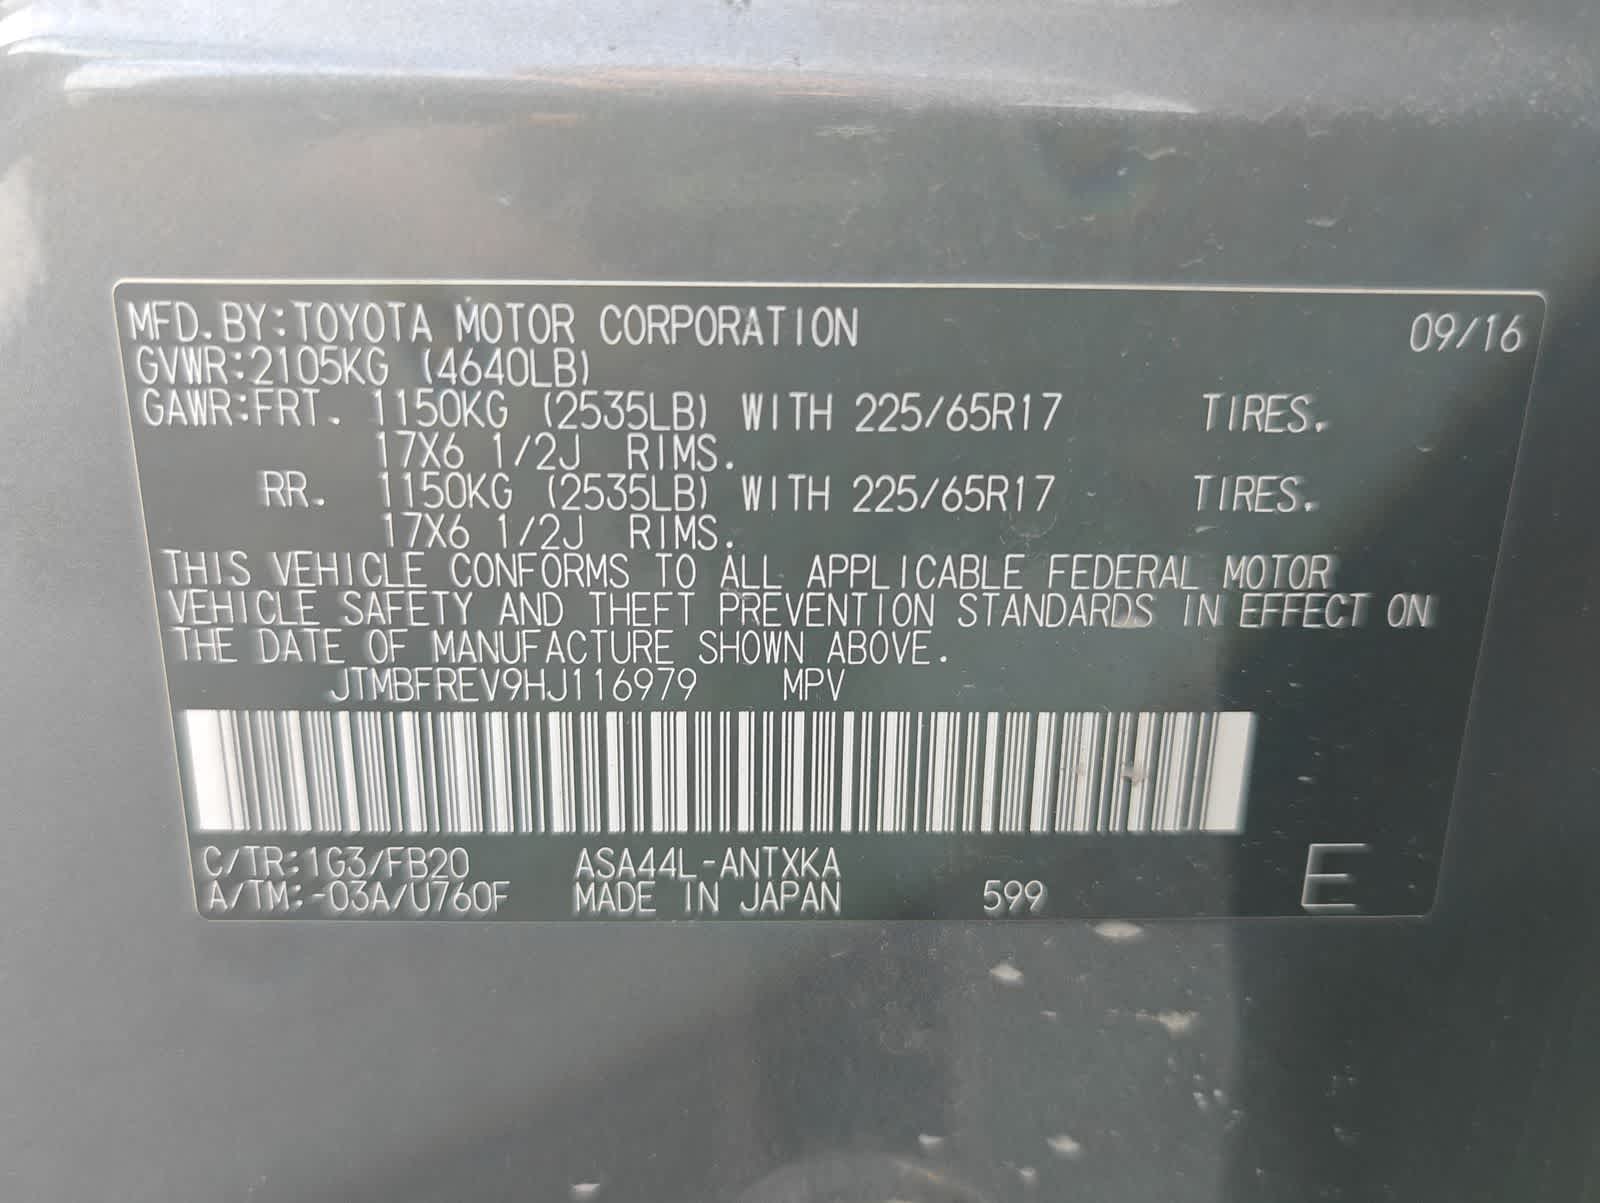 MFD.BY:TOYOTA MOTOR CORPORATION 09/16
GVWR:2105KG (4640LB)
GAWR:FRT. 1150KG (2535LB) WITH 225/65R17 TIRES.
17X6 1/2J RIMS.
RR. 1150KG (2535LB) WITH 225/65R17 TIRES.
17X6 1/2J RIMS.
THIS VEHICLE CONFORMS TO ALL APPLICABLE FEDERAL MOTOR
VEHICLE SAFETY AND THEFT PREVENTION STANDARDS IN EFFECT ON
THE DATE OF MANUFACTURE SHOWN ABOVE.
JTMBFREV9HJ116979 MPV
C/TR:1G3/FB20 ASA44L-ANTXKA
A/TM:-03A/U760F MADE IN JAPAN 599 E